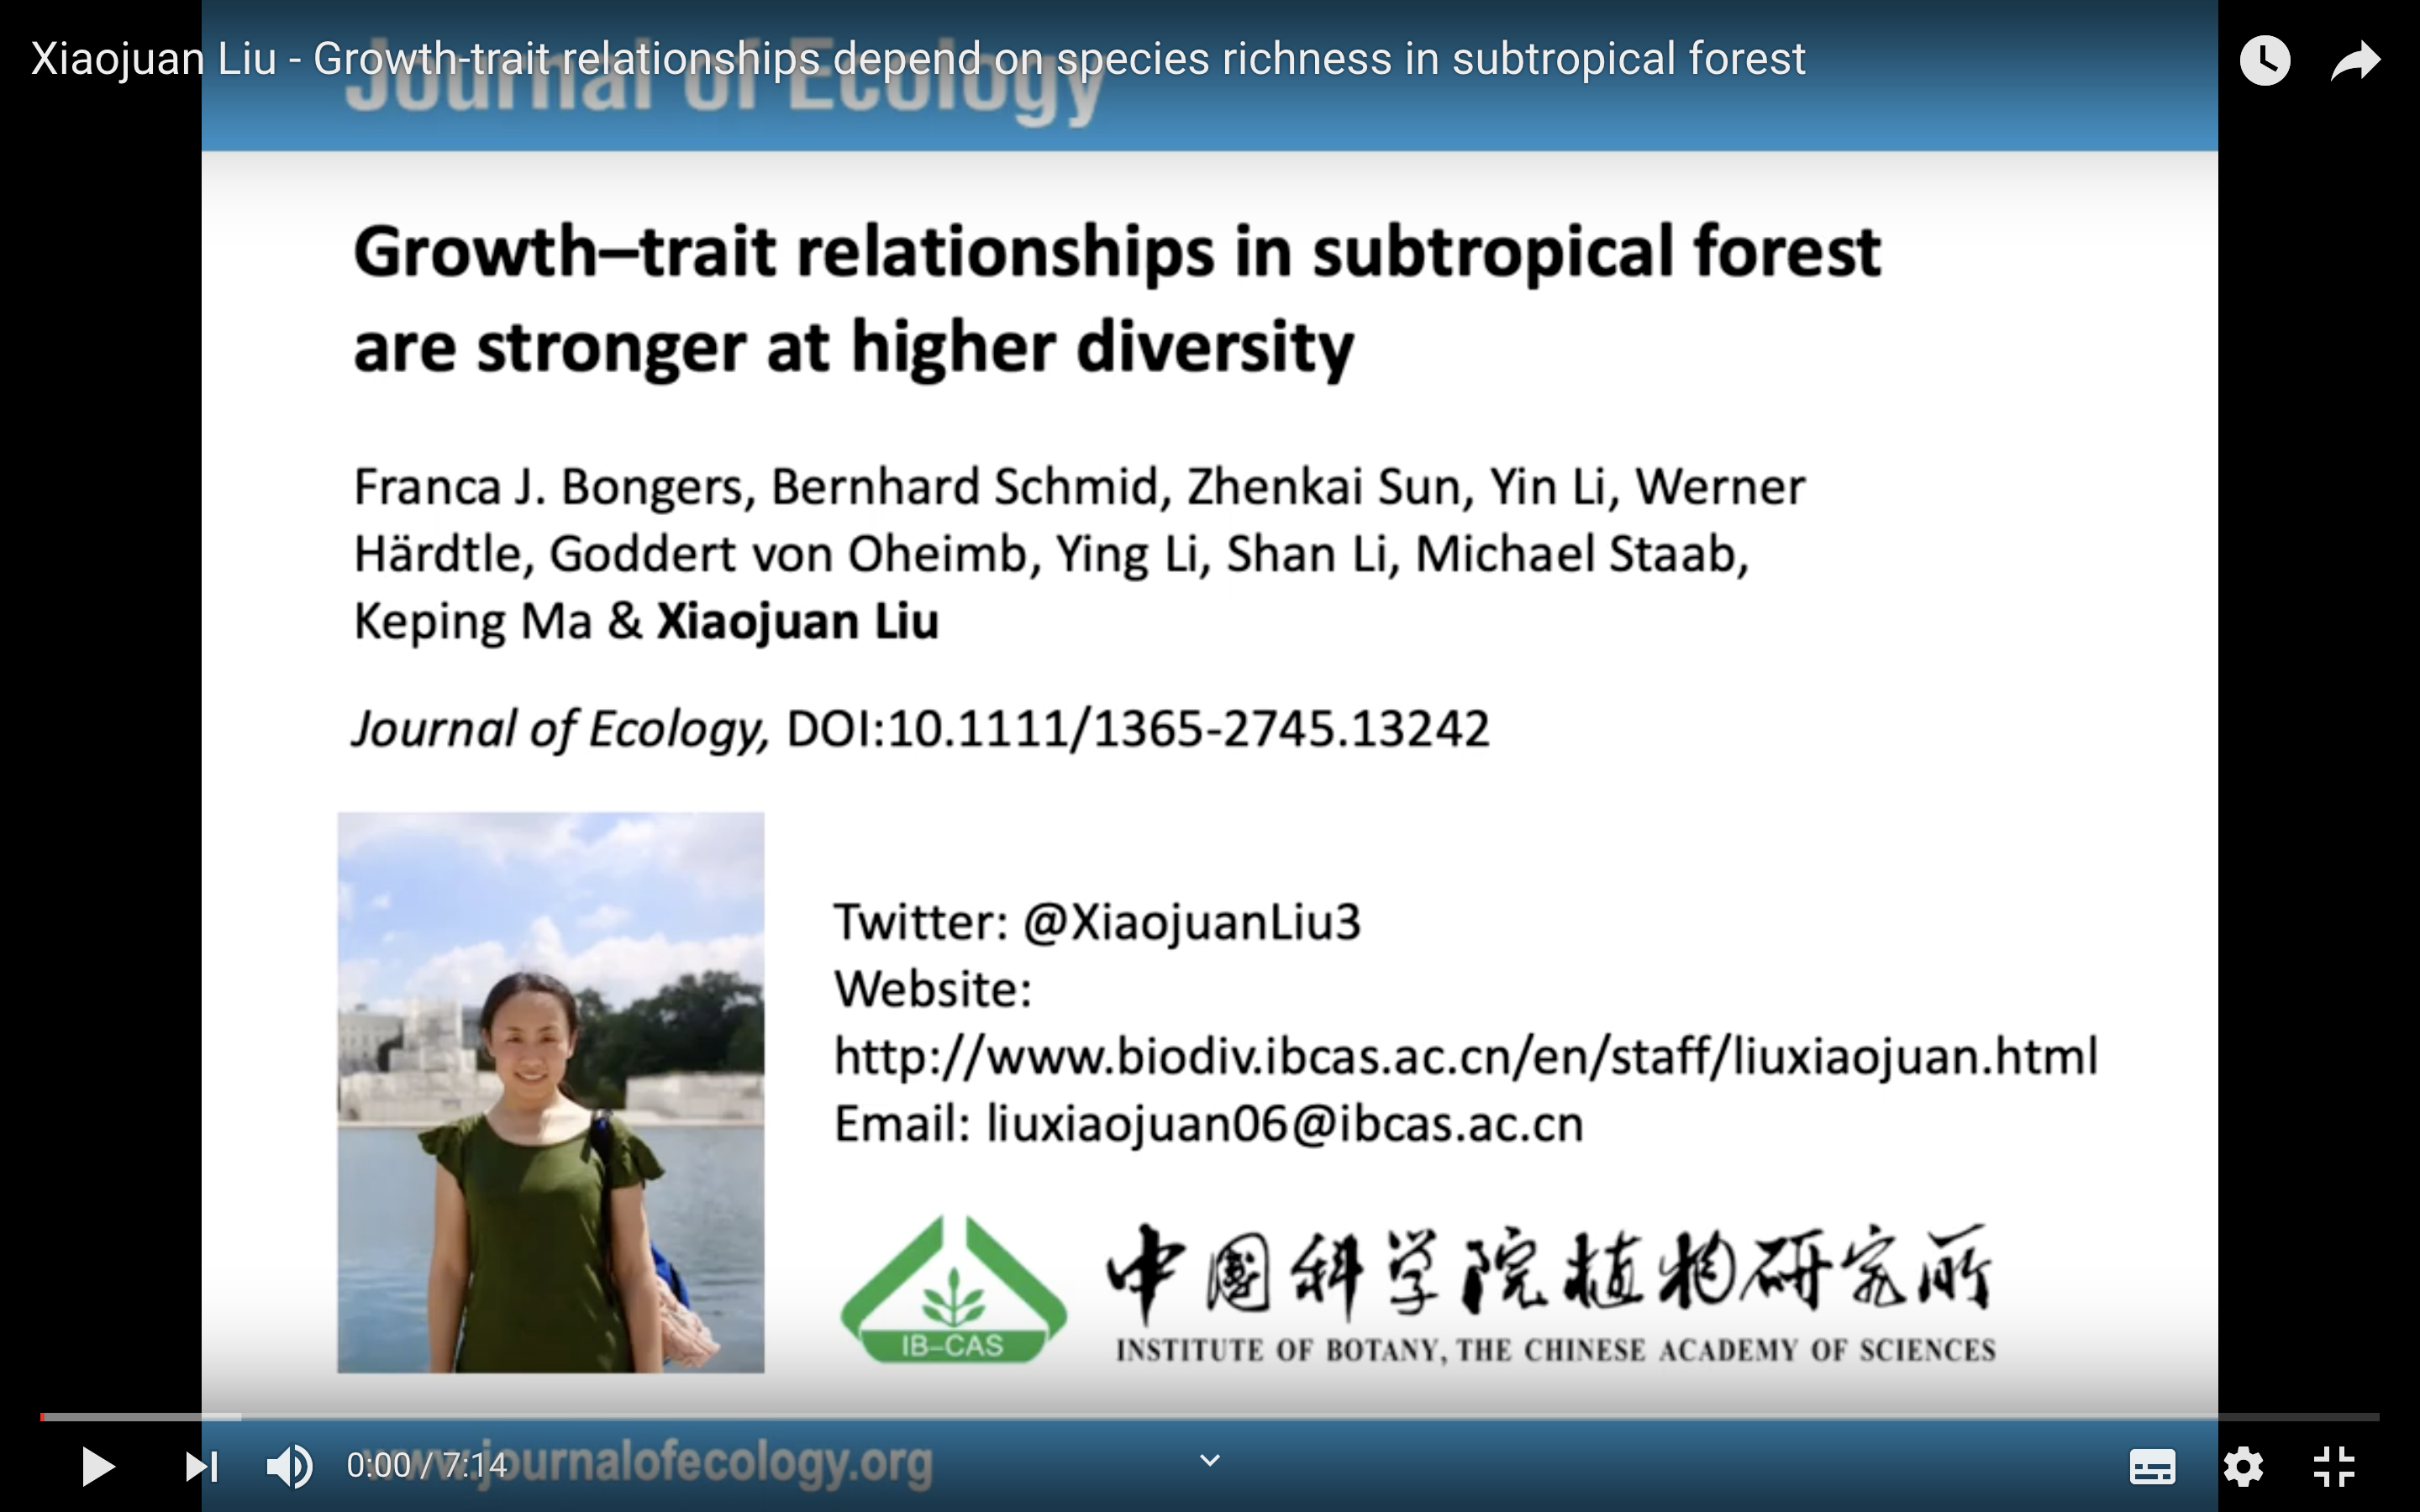 Xiaojuan Liu - Growth-trait relationships depend on species richness in subtropical forest
Journal of Ecology
Growth–trait relationships in subtropical forest
are stronger at higher diversity
Franca J. Bongers, Bernhard Schmid, Zhenkai Sun, Yin Li, Werner
Härdtle, Goddert von Oheimb, Ying Li, Shan Li, Michael Staab,
Keping Ma & Xiaojuan Liu
Journal of Ecology, DOI:10.1111/1365-2745.13242
Twitter: @XiaojuanLiu3
Website:
http://www.biodiv.ibcas.ac.cn/en/staff/liuxiaojuan.html
Email: liuxiaojuan06@ibcas.ac.cn
中國科学院植物研究所
IB–CAS
INSTITUTE OF BOTANY, THE CHINESE ACADEMY OF SCIENCES
0:00 / 7:14
www.journalofecology.org